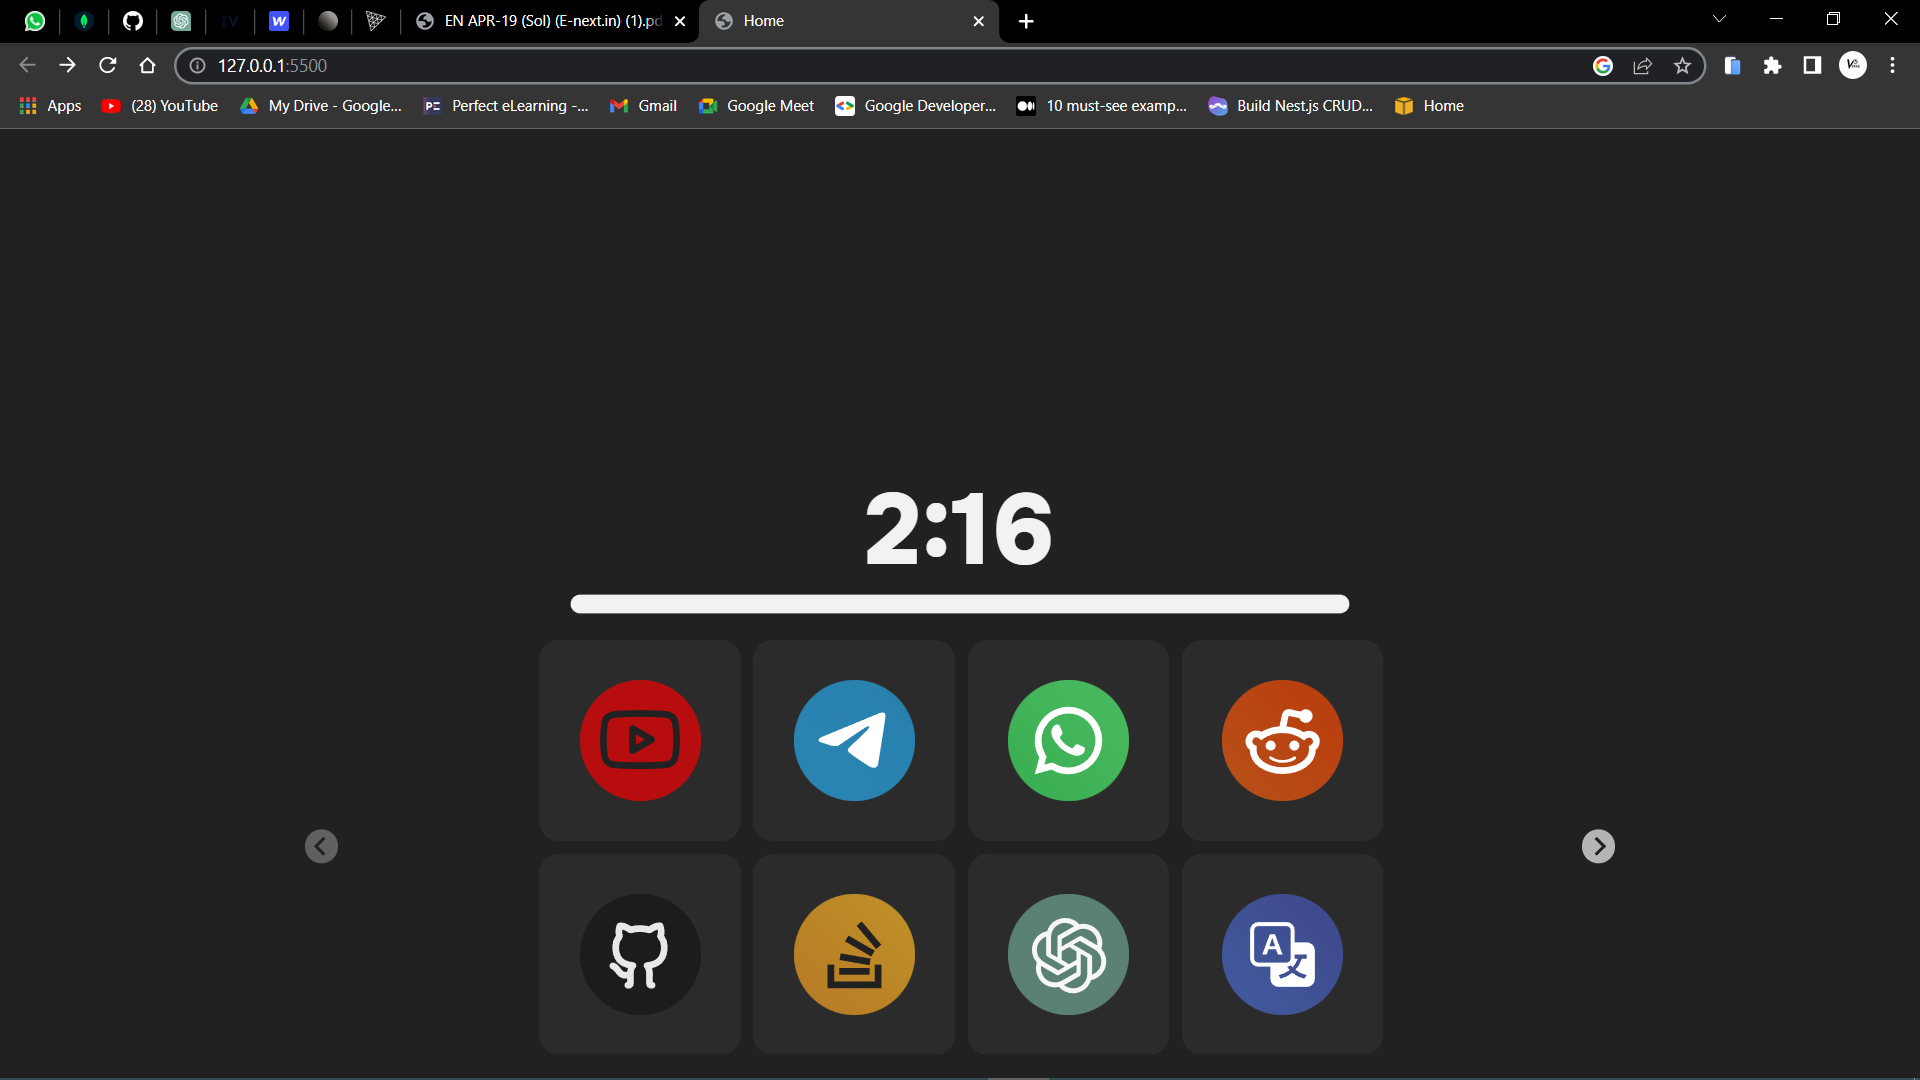 EN APR-19 (Sol) (E-next.in) (1).pd
Home
127.0.0.1:5500
Apps
(28) YouTube
My Drive - Google...
Perfect eLearning -...
Gmail
Google Meet
Google Developer...
10 must-see examp...
Build Nest.js CRUD...
Home
2:16